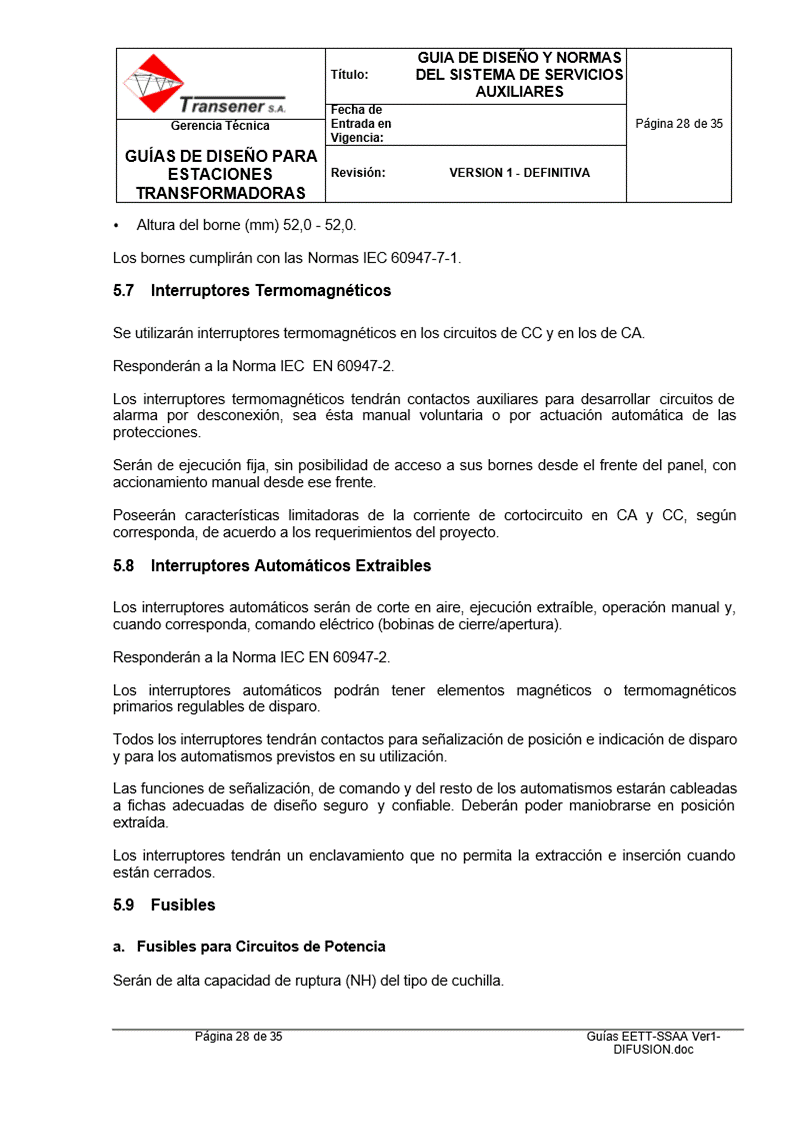 Transener S.A.
Gerencia Técnica
GUÍAS DE DISEÑO PARA
ESTACIONES
TRANSFORMADORAS
Título:
GUIA DE DISEÑO Y NORMAS
DEL SISTEMA DE SERVICIOS
AUXILIARES
Fecha de
Entrada en
Vigencia:
Revisión:
VERSION 1 - DEFINITIVA
Página 28 de 35
• Altura del borne (mm) 52,0 - 52,0.
Los bornes cumplirán con las Normas IEC 60947-7-1.
5.7 Interruptores Termomagnéticos
Se utilizarán interruptores termomagnéticos en los circuitos de CC y en los de CA.
Responderán a la Norma IEC EN 60947-2.
Los interruptores termomagnéticos tendrán contactos auxiliares para desarrollar circuitos de
alarma por desconexión, sea ésta manual voluntaria o por actuación automática de las
protecciones.
Serán de ejecución fija, sin posibilidad de acceso a sus bornes desde el frente del panel, con
accionamiento manual desde ese frente.
Poseerán características limitadoras de la corriente de cortocircuito en CA y CC, según
corresponda, de acuerdo a los requerimientos del proyecto.
5.8 Interruptores Automáticos Extraibles
Los interruptores automáticos serán de corte en aire, ejecución extraíble, operación manual y,
cuando corresponda, comando eléctrico (bobinas de cierre/apertura).
Responderán a la Norma IEC EN 60947-2.
Los interruptores automáticos podrán tener elementos magnéticos o termomagnéticos
primarios regulables de disparo.
Todos los interruptores tendrán contactos para señalización de posición e indicación de disparo
y para los automatismos previstos en su utilización.
Las funciones de señalización, de comando y del resto de los automatismos estarán cableadas
a fichas adecuadas de diseño seguro y confiable. Deberán poder maniobrarse en posición
extraída.
Los interruptores tendrán un enclavamiento que no permita la extracción e inserción cuando
están cerrados.
5.9 Fusibles
a. Fusibles para Circuitos de Potencia
Serán de alta capacidad de ruptura (NH) del tipo de cuchilla.
Página 28 de 35
Guías EETT-SSAA Ver1-
DIFUSION.doc